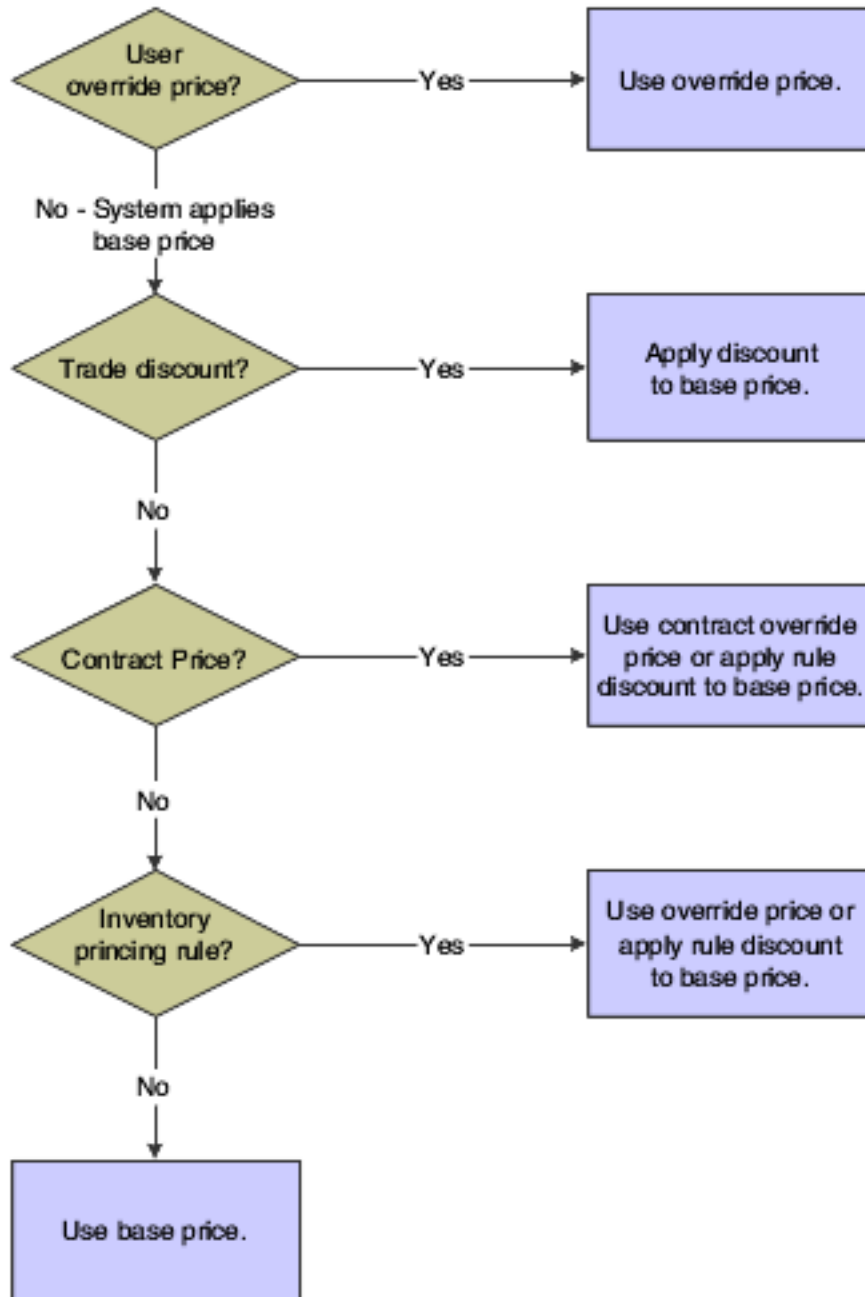 User
override price?
Yes
Use override price.
No - System applies
base price
Trade discount?
Yes
Apply discount
to base price.
No
Contract Price?
Yes
Use contract override
price or apply rule
discount to base price.
No
Inventory
princing rule?
Yes
Use override price or
apply rule discount
to base price.
No
Use base price.